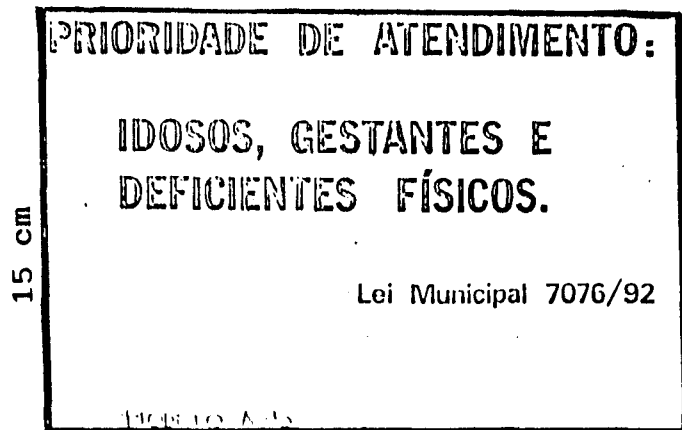 PRIORIDADE DE ATENDIMENTO:
IDOSOS, GESTANTES E
DEFICIENTES FÍSICOS.
15 cm
Lei Municipal 7076/92